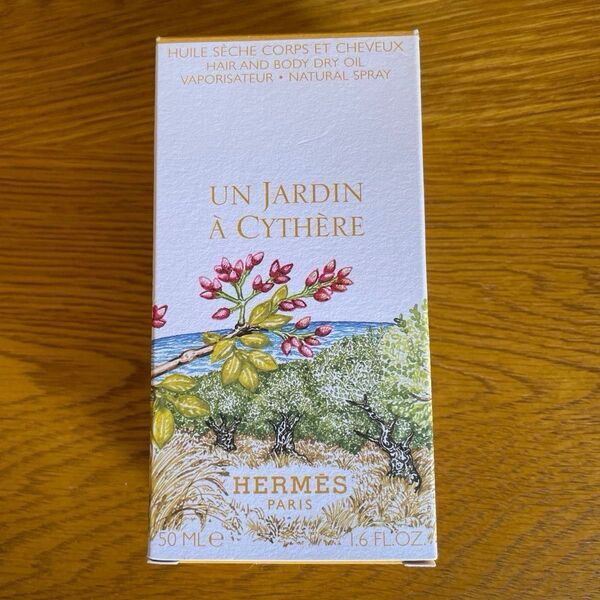 HUILE SÈCHE CORPS ET CHEVEUX
HAIR AND BODY DRY OIL
VAPORISATEUR • NATURAL SPRAY
UN JARDIN
À CYTHÈRE
HERMÈS
PARIS
50 ML℮ 1.6 FL.OZ.